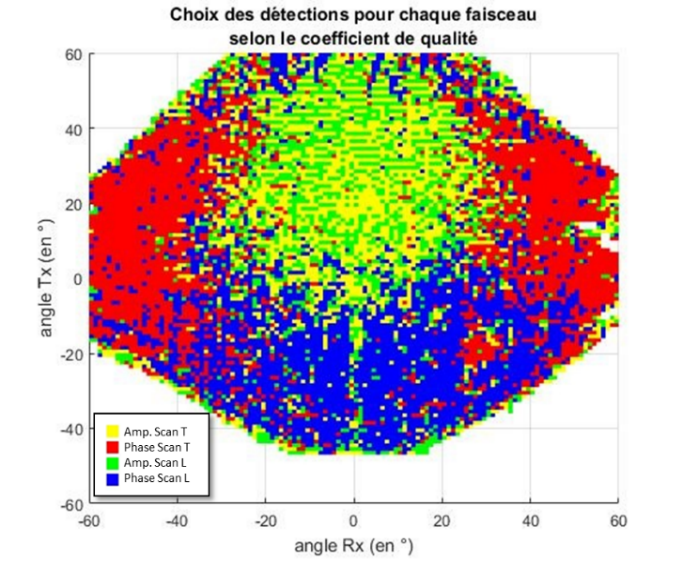 Choix des détections pour chaque faisceau
selon le coefficient de qualité
60
40
20
0
-20
-40
-60
angle Tx (en °)
Amp. Scan T
Phase Scan T
Amp. Scan L
Phase Scan L
-60 -40 -20 0 20 40 60
angle Rx (en °)